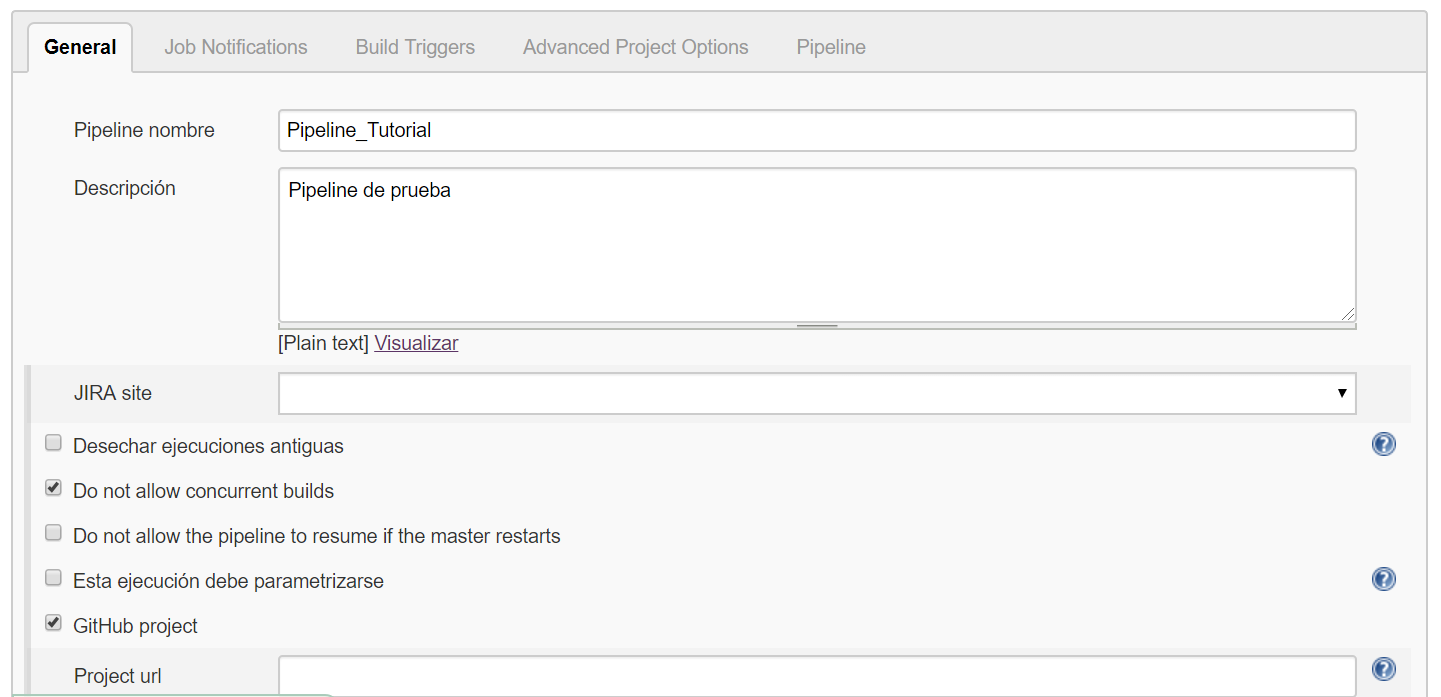 General Job Notifications Build Triggers Advanced Project Options Pipeline
Pipeline nombre Pipeline_Tutorial
Descripción Pipeline de prueba
[Plain text] Visualizar
JIRA site
Desechar ejecuciones antiguas
Do not allow concurrent builds
Do not allow the pipeline to resume if the master restarts
Esta ejecución debe parametrizarse
GitHub project
Project url